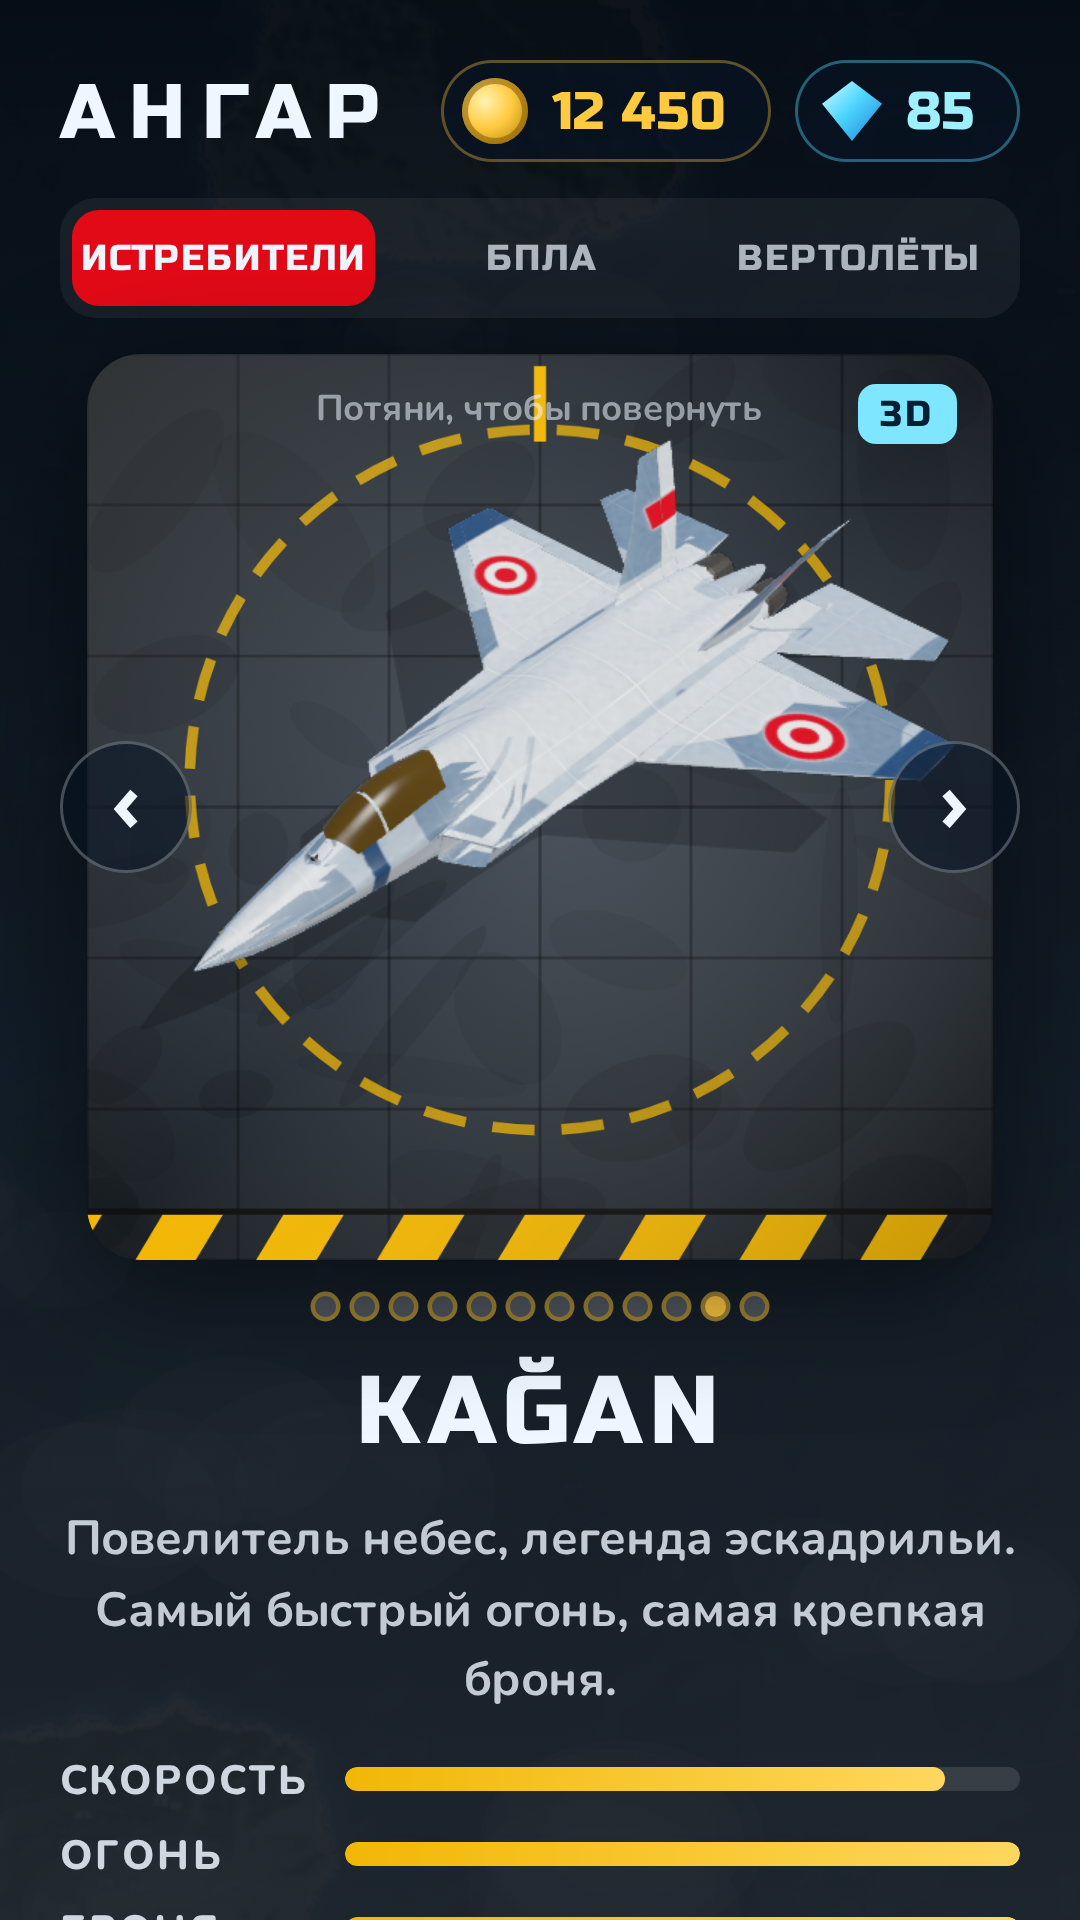 АНГАР
12 450
85
ИСТРЕБИТЕЛИ
БПЛА
ВЕРТОЛЁТЫ
Потяни, чтобы повернуть
3D
KAĞAN
Повелитель небес, легенда эскадрильи.
Самый быстрый огонь, самая крепкая
броня.
СКОРОСТЬ
ОГОНЬ